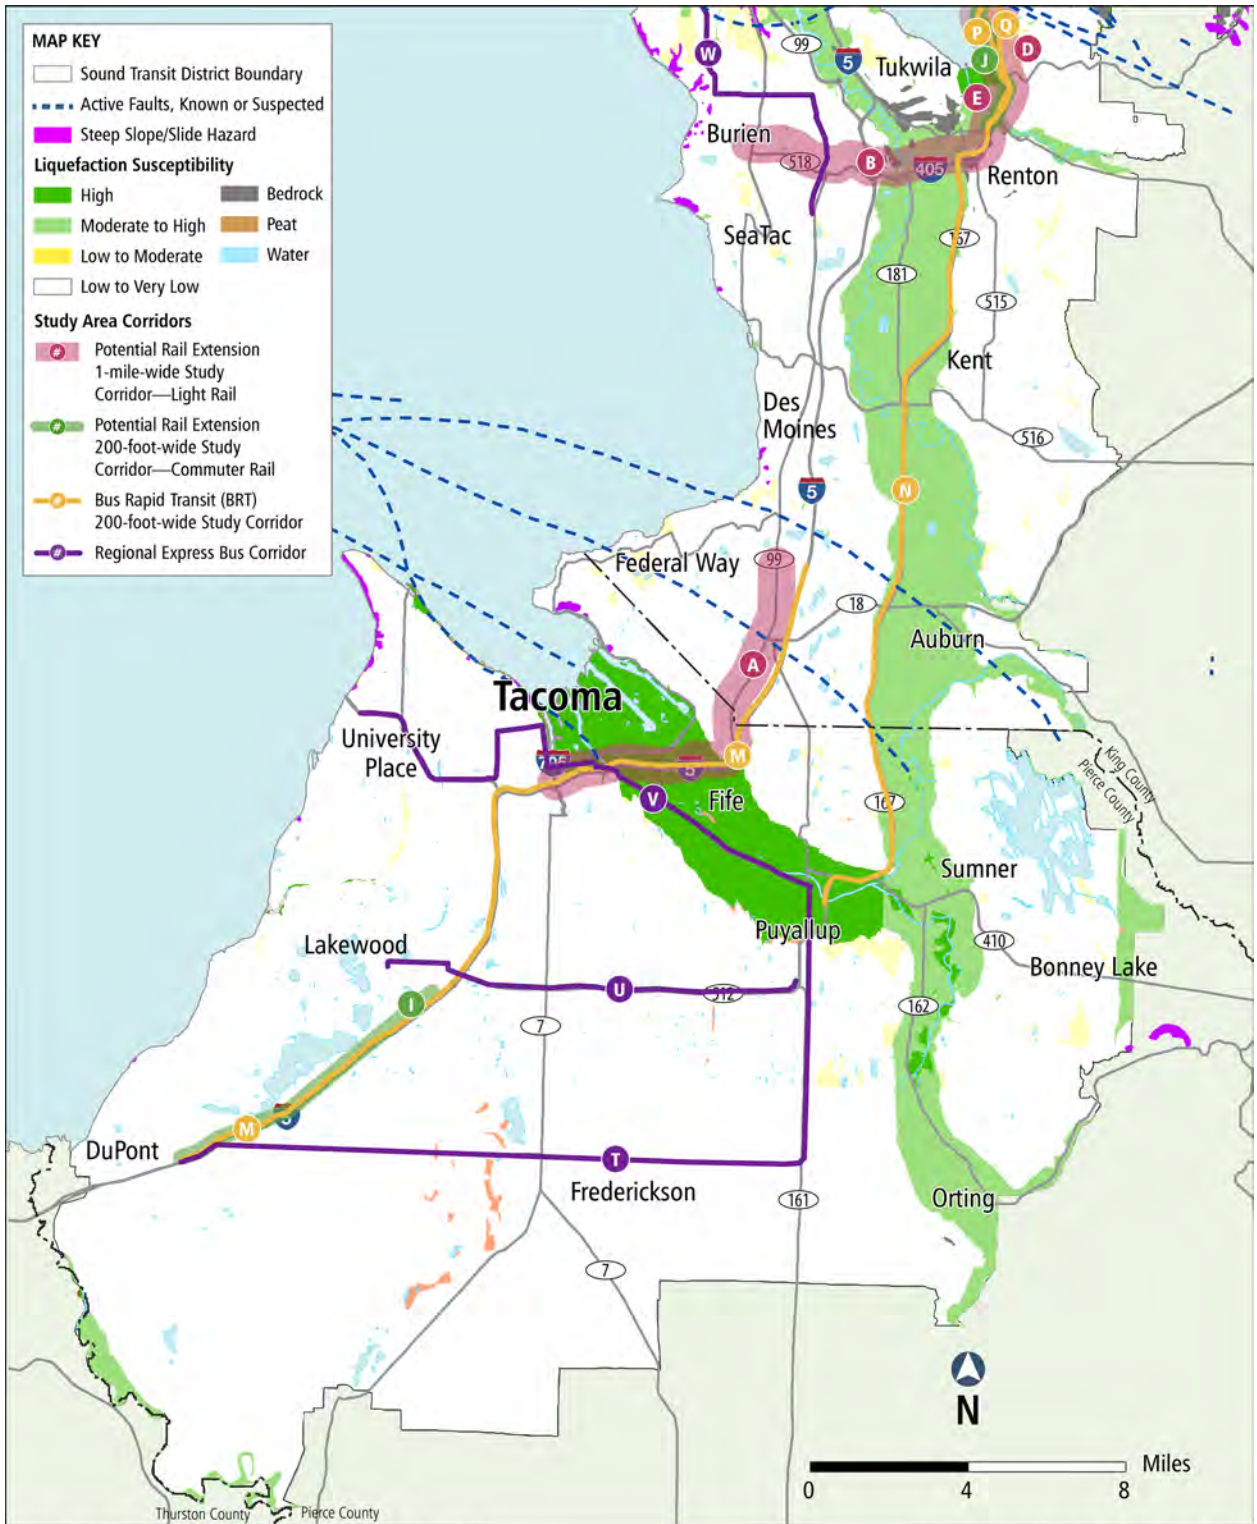 MAP KEY
Sound Transit District Boundary
Active Faults, Known or Suspected
Steep Slope/Slide Hazard
Liquefaction Susceptibility
High
Bedrock
Moderate to High
Peat
Low to Moderate
Water
Low to Very Low
Study Area Corridors
# Potential Rail Extension
1-mile-wide Study
Corridor—Light Rail
# Potential Rail Extension
200-foot-wide Study
Corridor—Commuter Rail
# Bus Rapid Transit (BRT)
200-foot-wide Study Corridor
# Regional Express Bus Corridor
P
Q
D
W
99
5
Tukwila
J
E
Burien
518
B
405
Renton
SeaTac
167
181
515
Kent
Des
Moines
516
5
N
Federal Way
99
18
Auburn
A
Tacoma
University
Place
705
5
M
King County
Pierce County
V
Fife
167
Sumner
Puyallup
Lakewood
410
Bonney Lake
I
U
512
162
7
M
5
DuPont
T
Frederickson
161
Orting
7
N
Miles
0
4
8
Thurston County
Pierce County